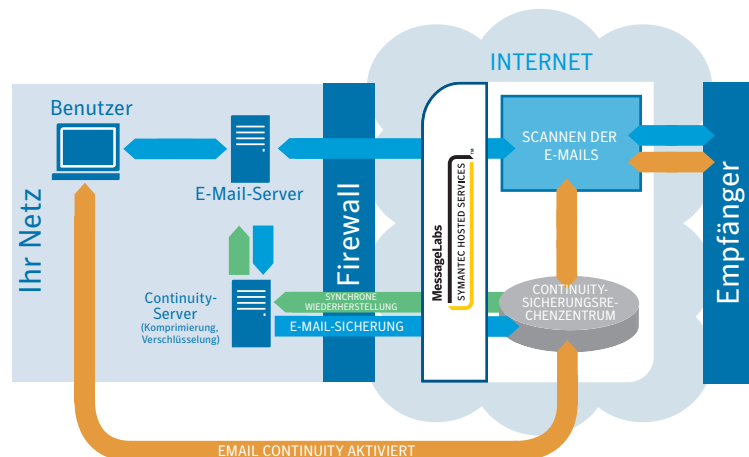 INTERNET
Benutzer
SCANNEN DER
E-MAILS
E-Mail-Server
Ihr Netz
Firewall
MessageLabs
SYMANTEC HOSTED SERVICES
™
Empfänger
Continuity-
Server
(Komprimierung,
Verschlüsselung)
SYNCHRONE
WIEDERHERSTELLUNG
E-MAIL-SICHERUNG
CONTINUITY-
SICHERUNGSRE-
CHENZENTRUM
EMAIL CONTINUITY AKTIVIERT